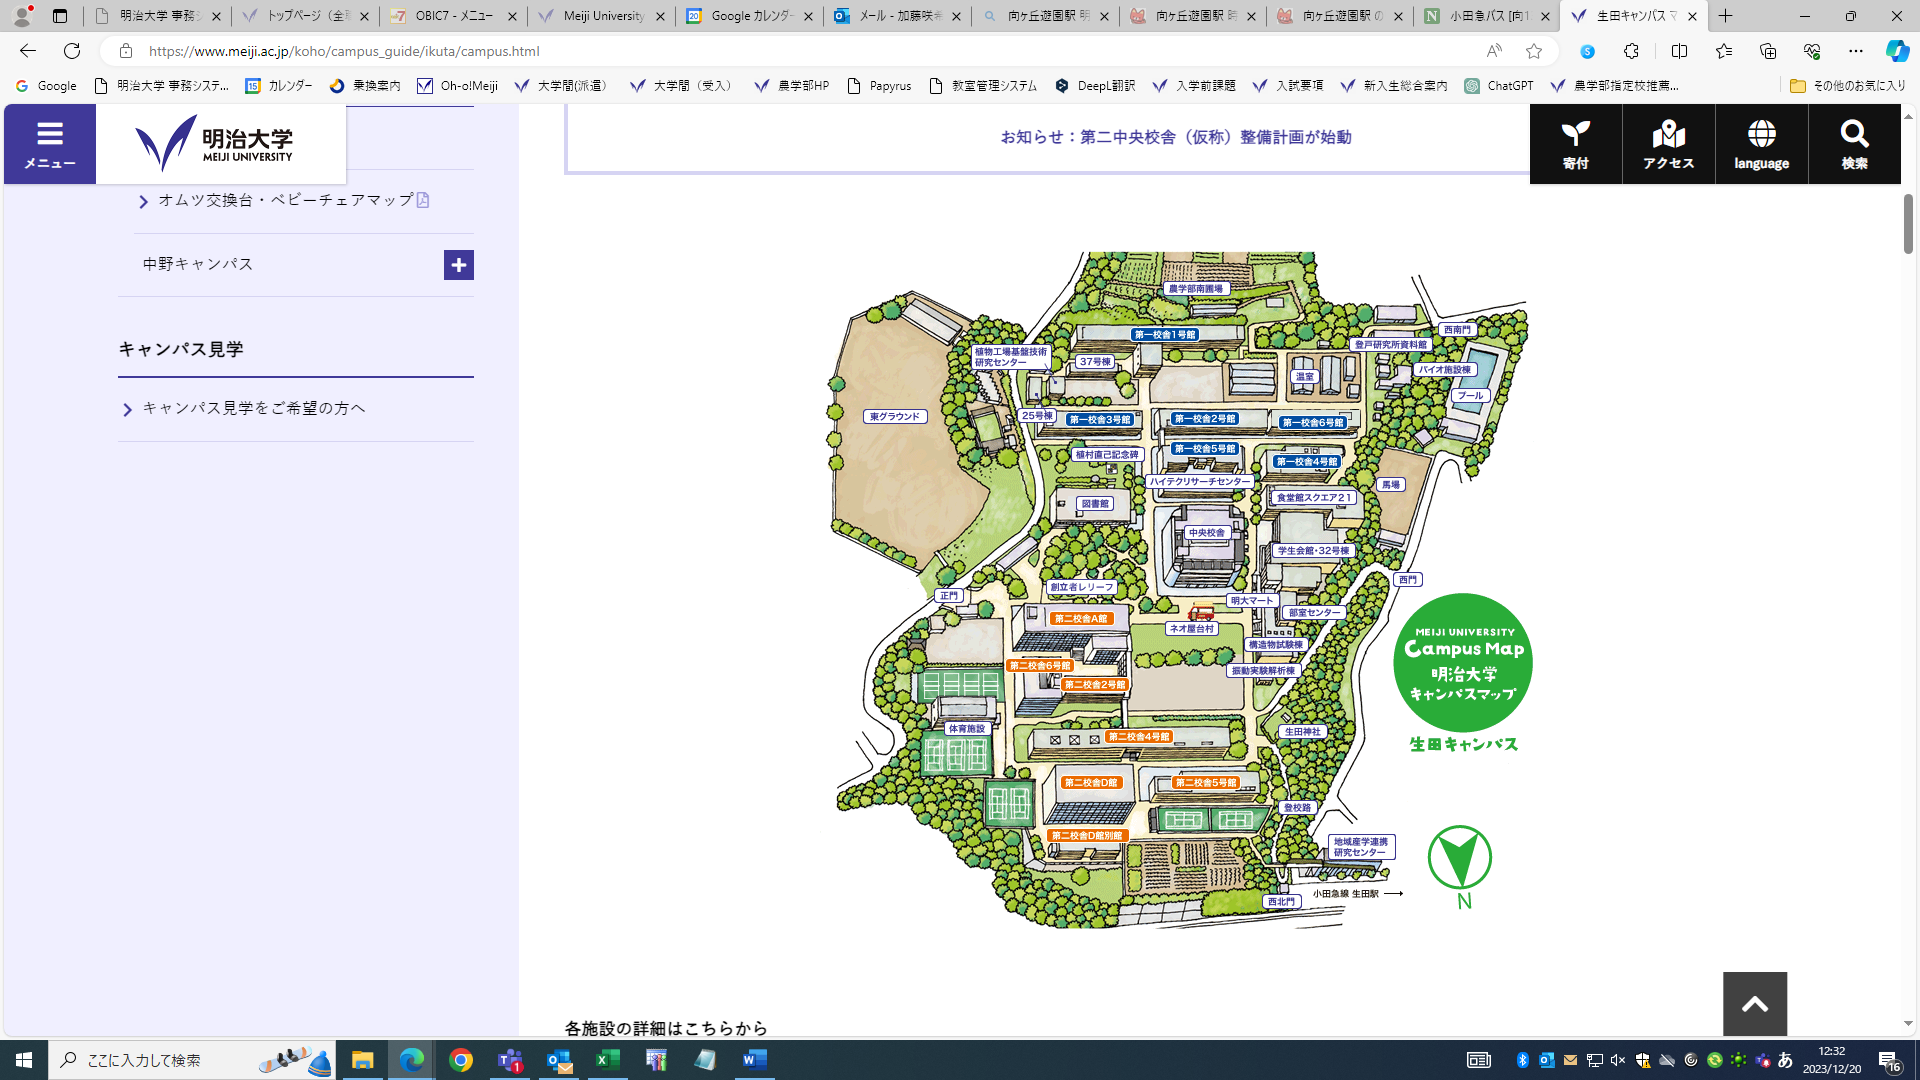 明治大学 事務シ
トップページ（全車
OBIC7 - メニュー
Meiji University
Google カレンダー
メール - 加藤咲希
向ヶ丘遊園駅 明
向ヶ丘遊園駅 時
向ヶ丘遊園駅 の
小田急バス [向1
生田キャンパス マ
https://www.meiji.ac.jp/koho/campus_guide/ikuta/campus.html
Google
明治大学 事務システ...
カレンダー
乗換案内
Oh-o!Meiji
大学間(派遣）
大学間（受入）
農学部HP
Papyrus
教室管理システム
DeepL翻訳
入学前課題
入試要項
新入生総合案内
ChatGPT
農学部指定校推薦...
その他のお気に入り
メニュー
明治大学
MEIJI UNIVERSITY
お知らせ：第二中央校舎（仮称）整備計画が始動
寄付
アクセス
language
検索
オムツ交換台・ベビーチェアマップ
中野キャンパス
キャンパス見学
キャンパス見学をご希望の方へ
農学部南圃場
西南門
第一校舎1号館
登戸研究所資料館
植物工場基盤技術
研究センター
37号棟
バイオ施設棟
温室
プール
東グラウンド
25号棟
第一校舎3号館
第一校舎2号館
第一校舎6号館
植村直己記念碑
第一校舎5号館
第一校舎4号館
ハイテクリサーチセンター
馬場
図書館
食堂館スクエア21
中央校舎
学生会館・32号棟
西門
創立者レリーフ
正門
明大マート
部室センター
第二校舎A館
ネオ屋台村
構造物試験棟
第二校舎6号館
振動実験解析棟
第二校舎2号館
体育施設
生田神社
第二校舎4号館
第二校舎D館
第二校舎5号館
登校路
第二校舎D館別館
地域産学連携
研究センター
小田急線 生田駅
西北門
MEIJI UNIVERSITY
Campus Map
明治大学
キャンパスマップ
生田キャンパス
N
各施設の詳細はこちらから
ここに入力して検索
1
あ
12:32
2023/12/20
16